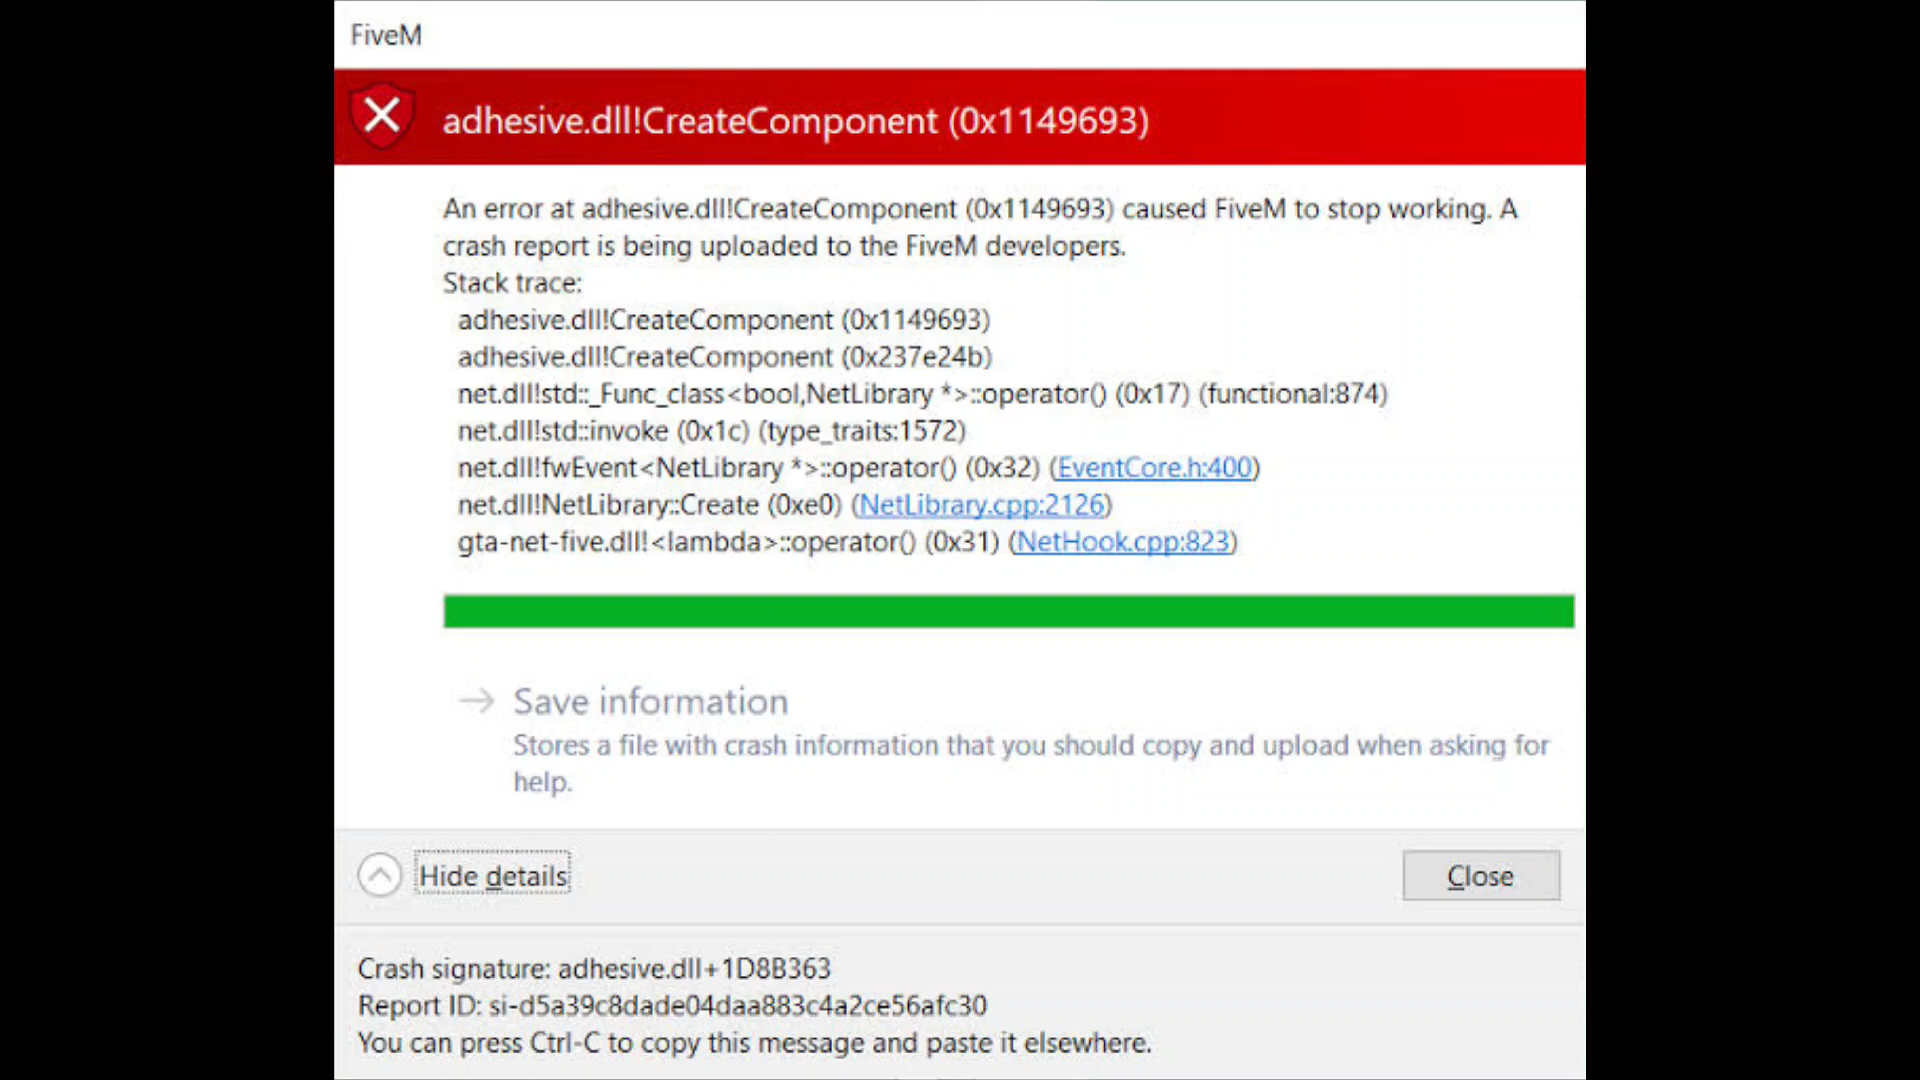 FiveM
adhesive.dll!CreateComponent (0x1149693)
An error at adhesive.dll!CreateComponent (0x1149693) caused FiveM to stop working. A
crash report is being uploaded to the FiveM developers.
Stack trace:
adhesive.dll!CreateComponent (0x1149693)
adhesive.dll!CreateComponent (0x237e24b)
net.dll!std::_Func_class<bool,NetLibrary *>::operator() (0x17) (functional:874)
net.dll!std::invoke (0x1c) (type_traits:1572)
net.dll!fwEvent<NetLibrary *>::operator() (0x32) (EventCore.h:400)
net.dll!NetLibrary::Create (0xe0) (NetLibrary.cpp:2126)
gta-net-five.dll!<lambda>::operator() (0x31) (NetHook.cpp:823)
Save information
Stores a file with crash information that you should copy and upload when asking for
help.
Hide details
Close
Crash signature: adhesive.dll+1D8B363
Report ID: si-d5a39c8dade04daa883c4a2ce56afc30
You can press Ctrl-C to copy this message and paste it elsewhere.